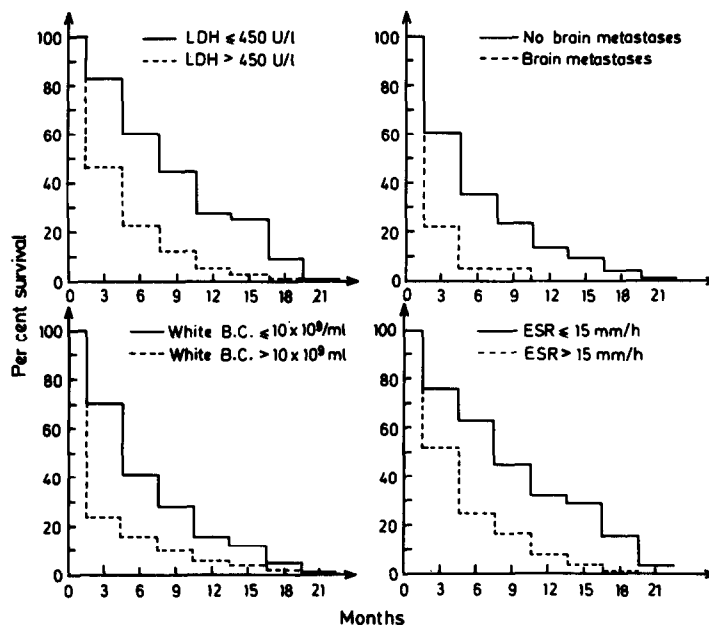 100
80
60
40
20
0
3 6 9 12 15 18 21
LDH ≤ 450 U/l
LDH > 450 U/l
100
80
60
40
20
0
3 6 9 12 15 18 21
No brain metastases
Brain metastases
Per cent survival
100
80
60
40
20
0
3 6 9 12 15 18 21
White B.C. ≤ 10 x 10⁹/ml
White B.C. > 10 x 10⁹ ml
100
80
60
40
20
0
3 6 9 12 15 18 21
ESR ≤ 15 mm/h
ESR > 15 mm/h
Months